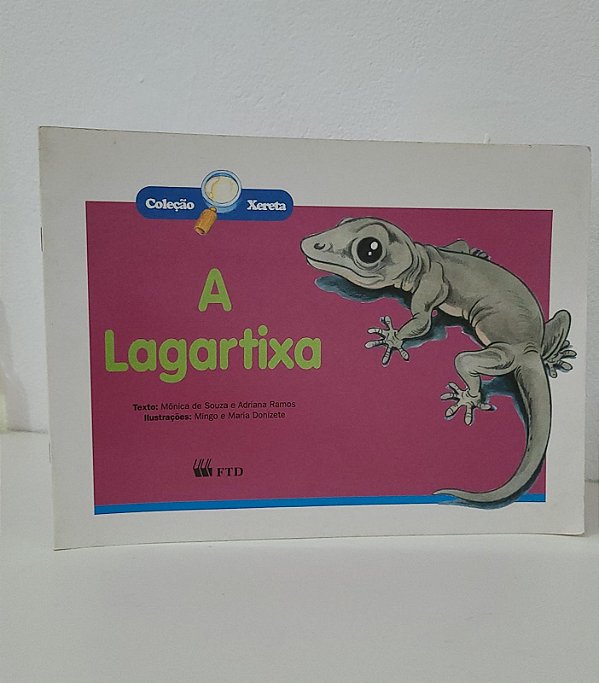 Coleção Xereta
A
Lagartixa
Texto: Mônica de Souza e Adriana Ramos
Ilustrações: Mingo e Maria Donizete
FTD